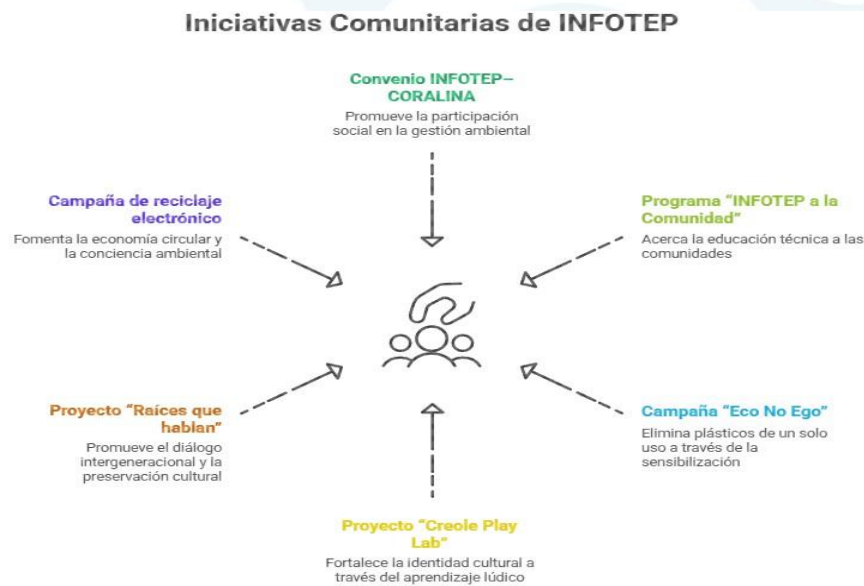 Iniciativas Comunitarias de INFOTEP
Convenio INFOTEP–
CORALINA
Promueve la participación
social en la gestión ambiental
Campaña de reciclaje
electrónico
Fomenta la economía circular y
la conciencia ambiental
Programa “INFOTEP a la
Comunidad”
Acerca la educación técnica a las
comunidades
Proyecto “Raíces que
hablan”
Promueve el diálogo
intergeneracional y la
preservación cultural
Campaña “Eco No Ego”
Elimina plásticos de un solo
uso a través de la
sensibilización
Proyecto “Creole Play
Lab”
Fortalece la identidad cultural a
través del aprendizaje lúdico